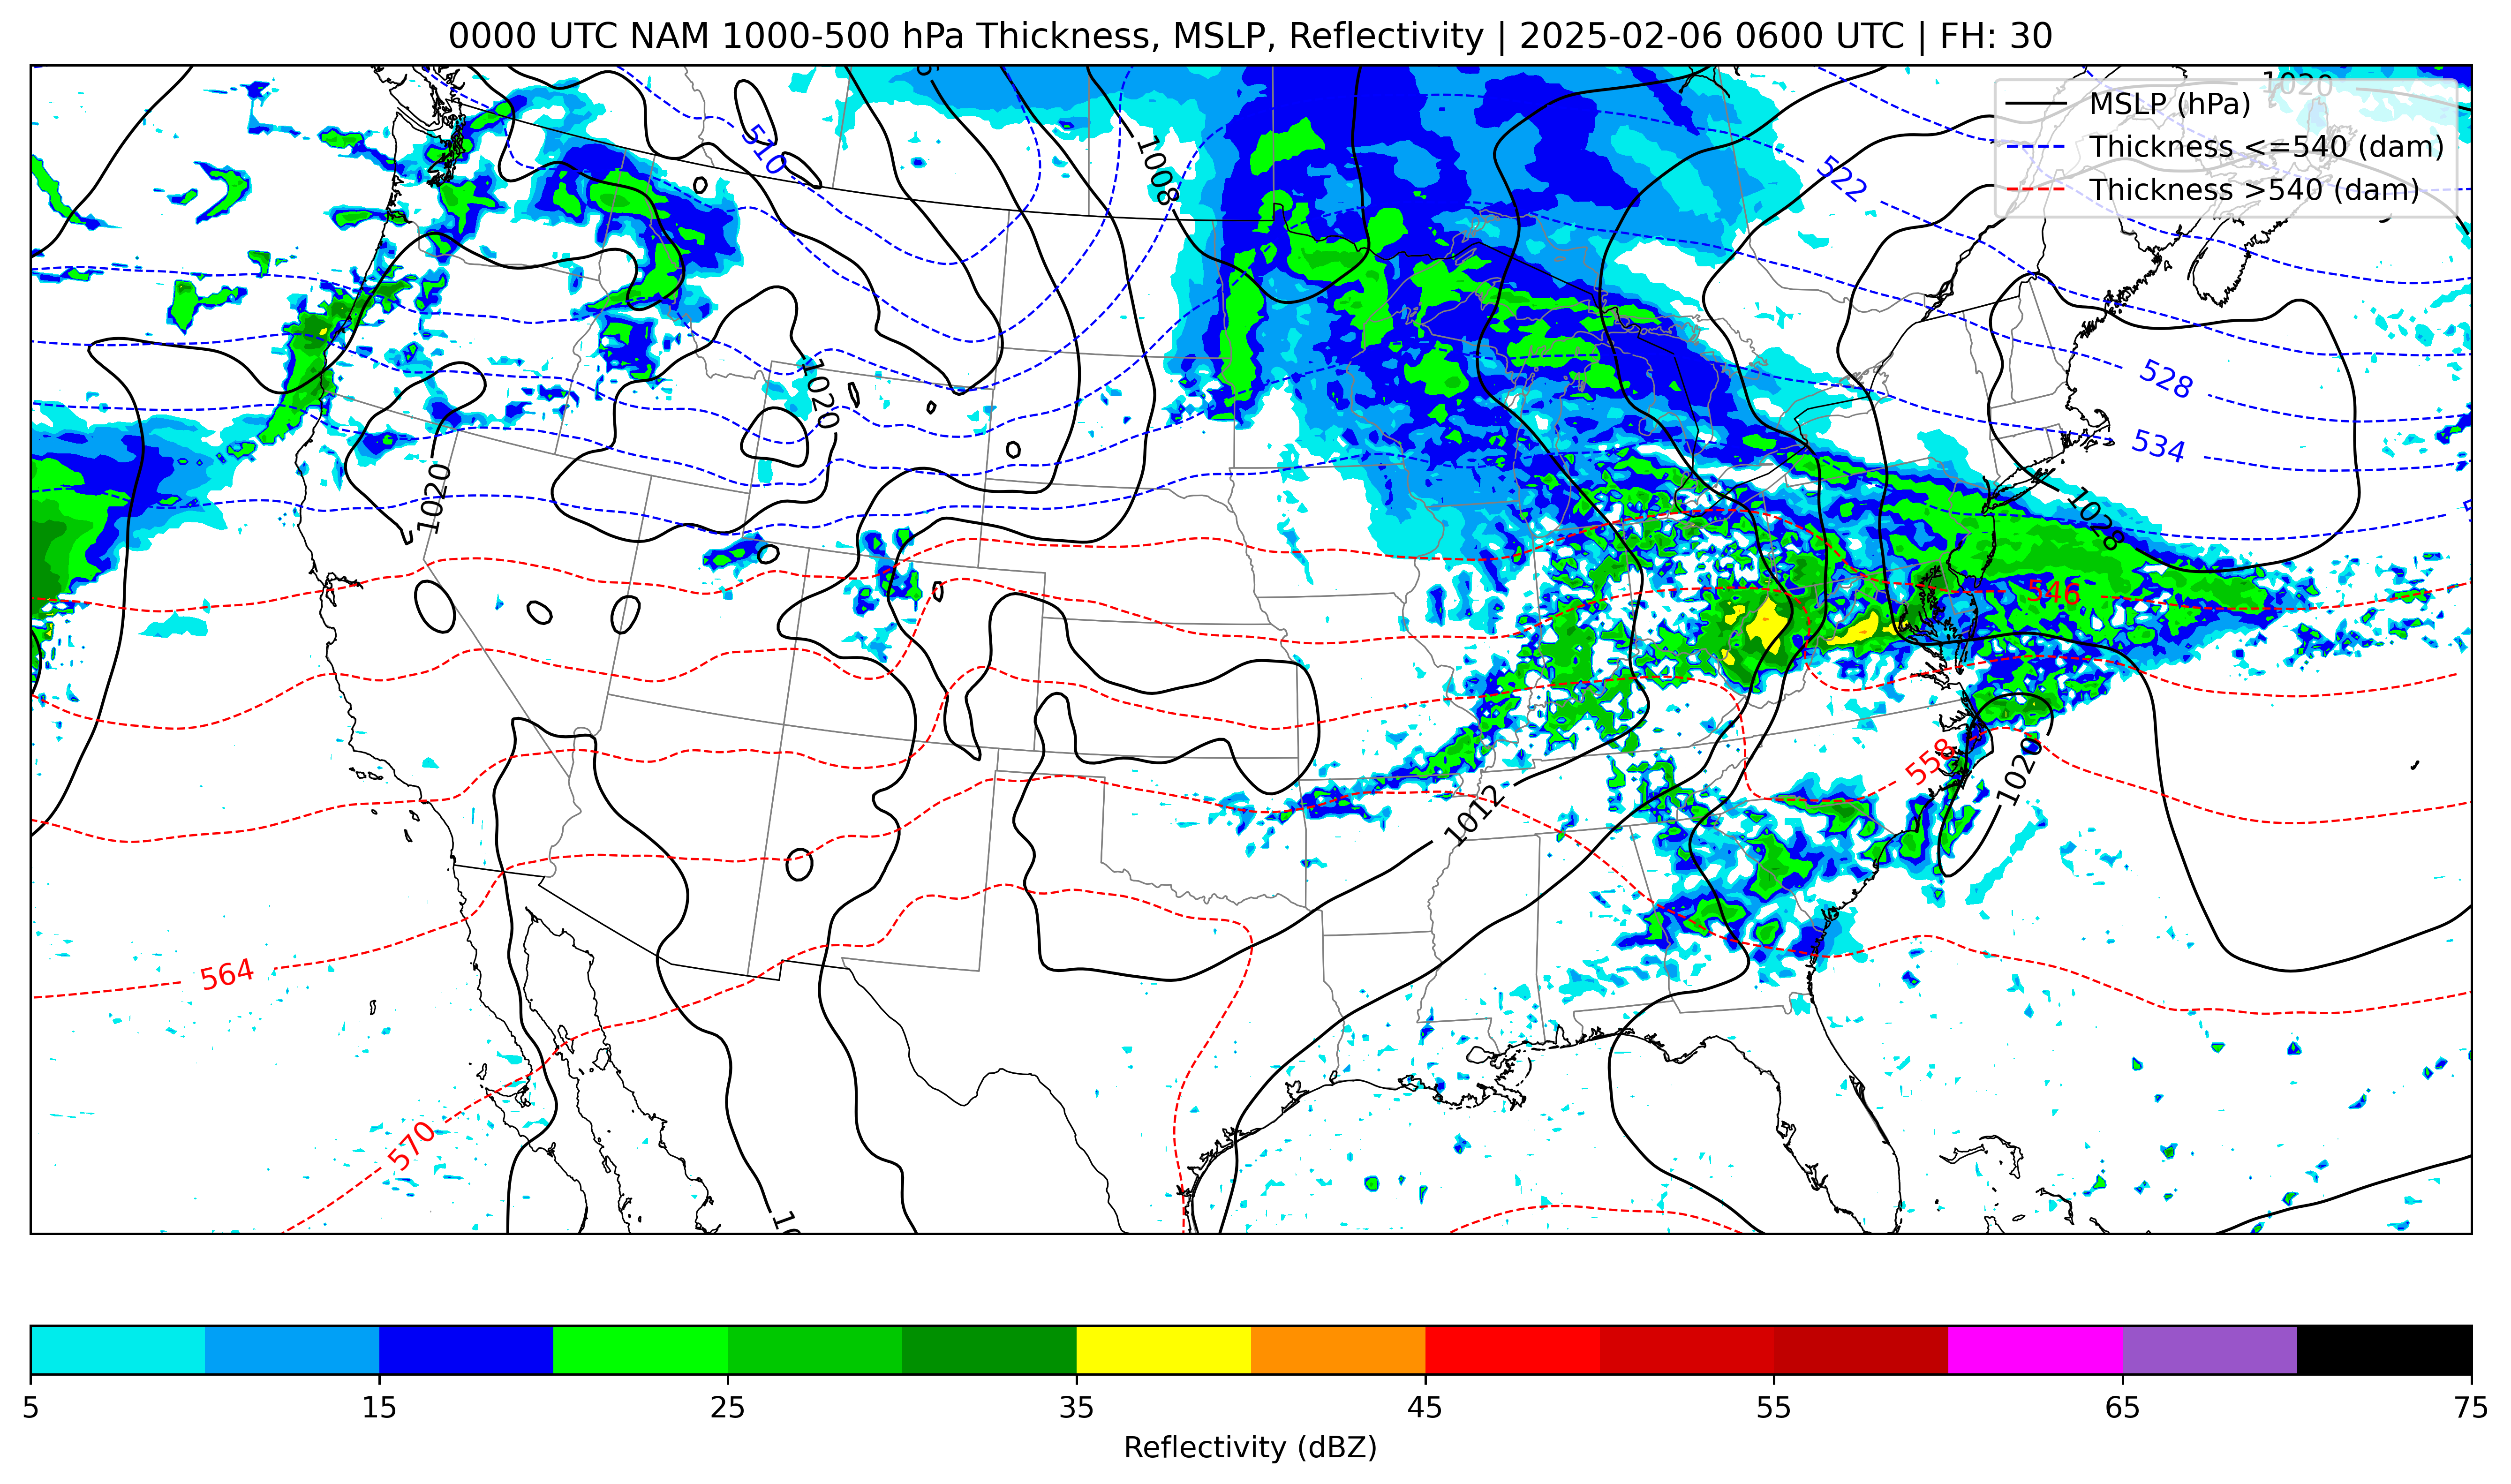 0000 UTC NAM 1000-500 hPa Thickness, MSLP, Reflectivity | 2025-02-06 0600 UTC | FH: 30
1020
MSLP (hPa)
Thickness <=540 (dam)
Thickness >540 (dam)
510
1008
522
1020
528
534
1020
1028
546
558
1020
1012
564
570
5 15 25 35 45 55 65 75
Reflectivity (dBZ)